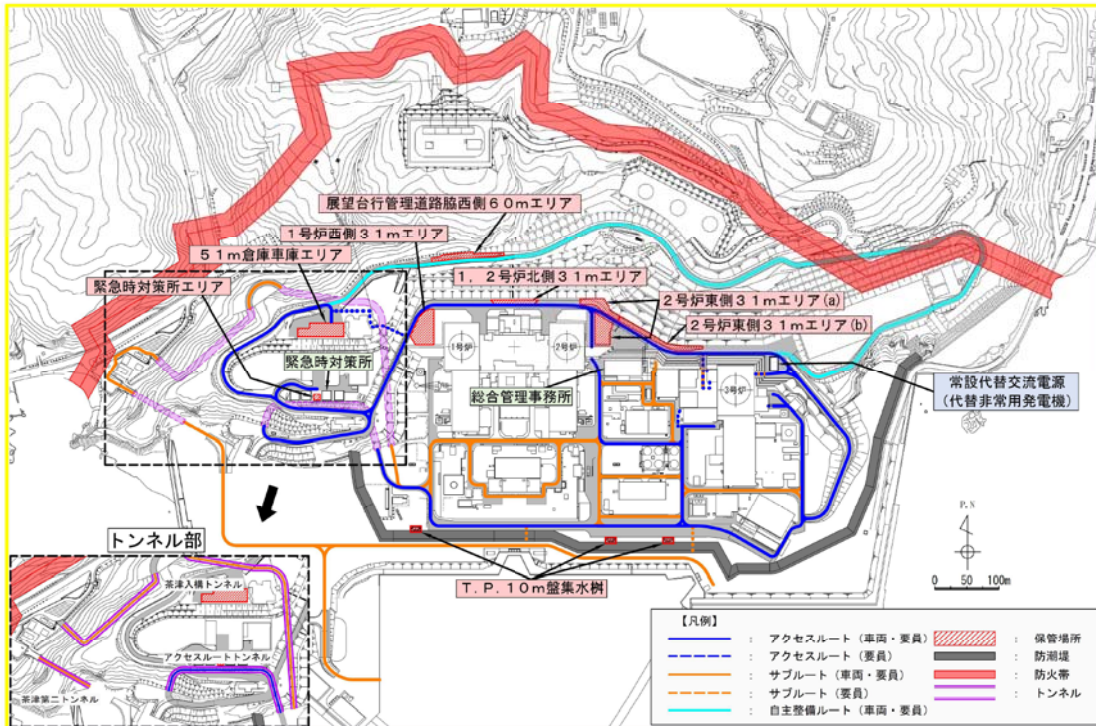 展望台行管理道路脇西側60mエリア
1号炉西側31mエリア
51m倉庫車庫エリア
1,2号炉北側31mエリア
緊急時対策所エリア
2号炉東側31mエリア(a)
2号炉東側31mエリア(b)
1号炉
2号炉
緊急時対策所
3号炉
総合管理事務所
常設代替交流電源
(代替非常用発電機)
P.N
トンネル部
茶津入構トンネル
T.P.10m盤集水桝
0 50 100m
アクセスルートトンネル
茶津第二トンネル
【凡例】
: アクセスルート(車両・要員)
: アクセスルート(要員)
: サブルート(車両・要員)
: サブルート(要員)
: 自主整備ルート(車両・要員)
: 保管場所
: 防潮堤
: 防火帯
: トンネル